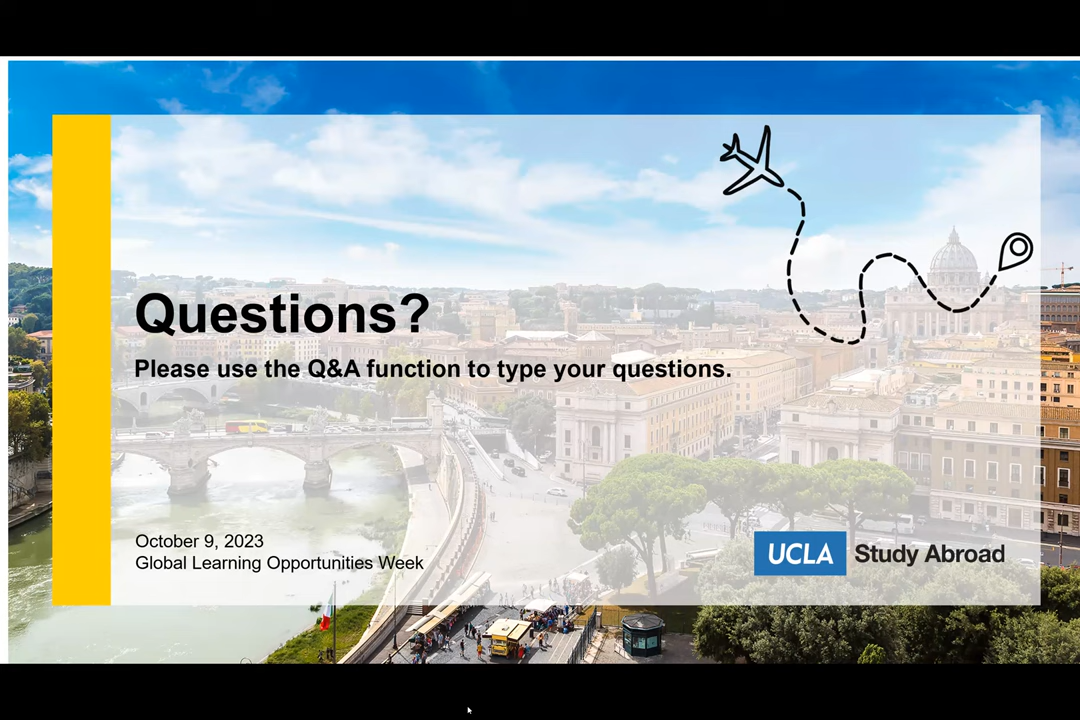 Questions?
Please use the Q&A function to type your questions.
October 9, 2023
Global Learning Opportunities Week
UCLA Study Abroad